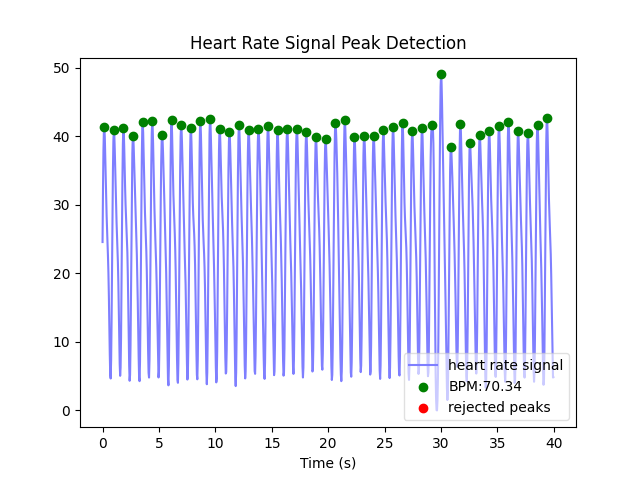 Heart Rate Signal Peak Detection
50
40
30
20
10
0
heart rate signal
BPM:70.34
rejected peaks
0 5 10 15 20 25 30 35 40
Time (s)